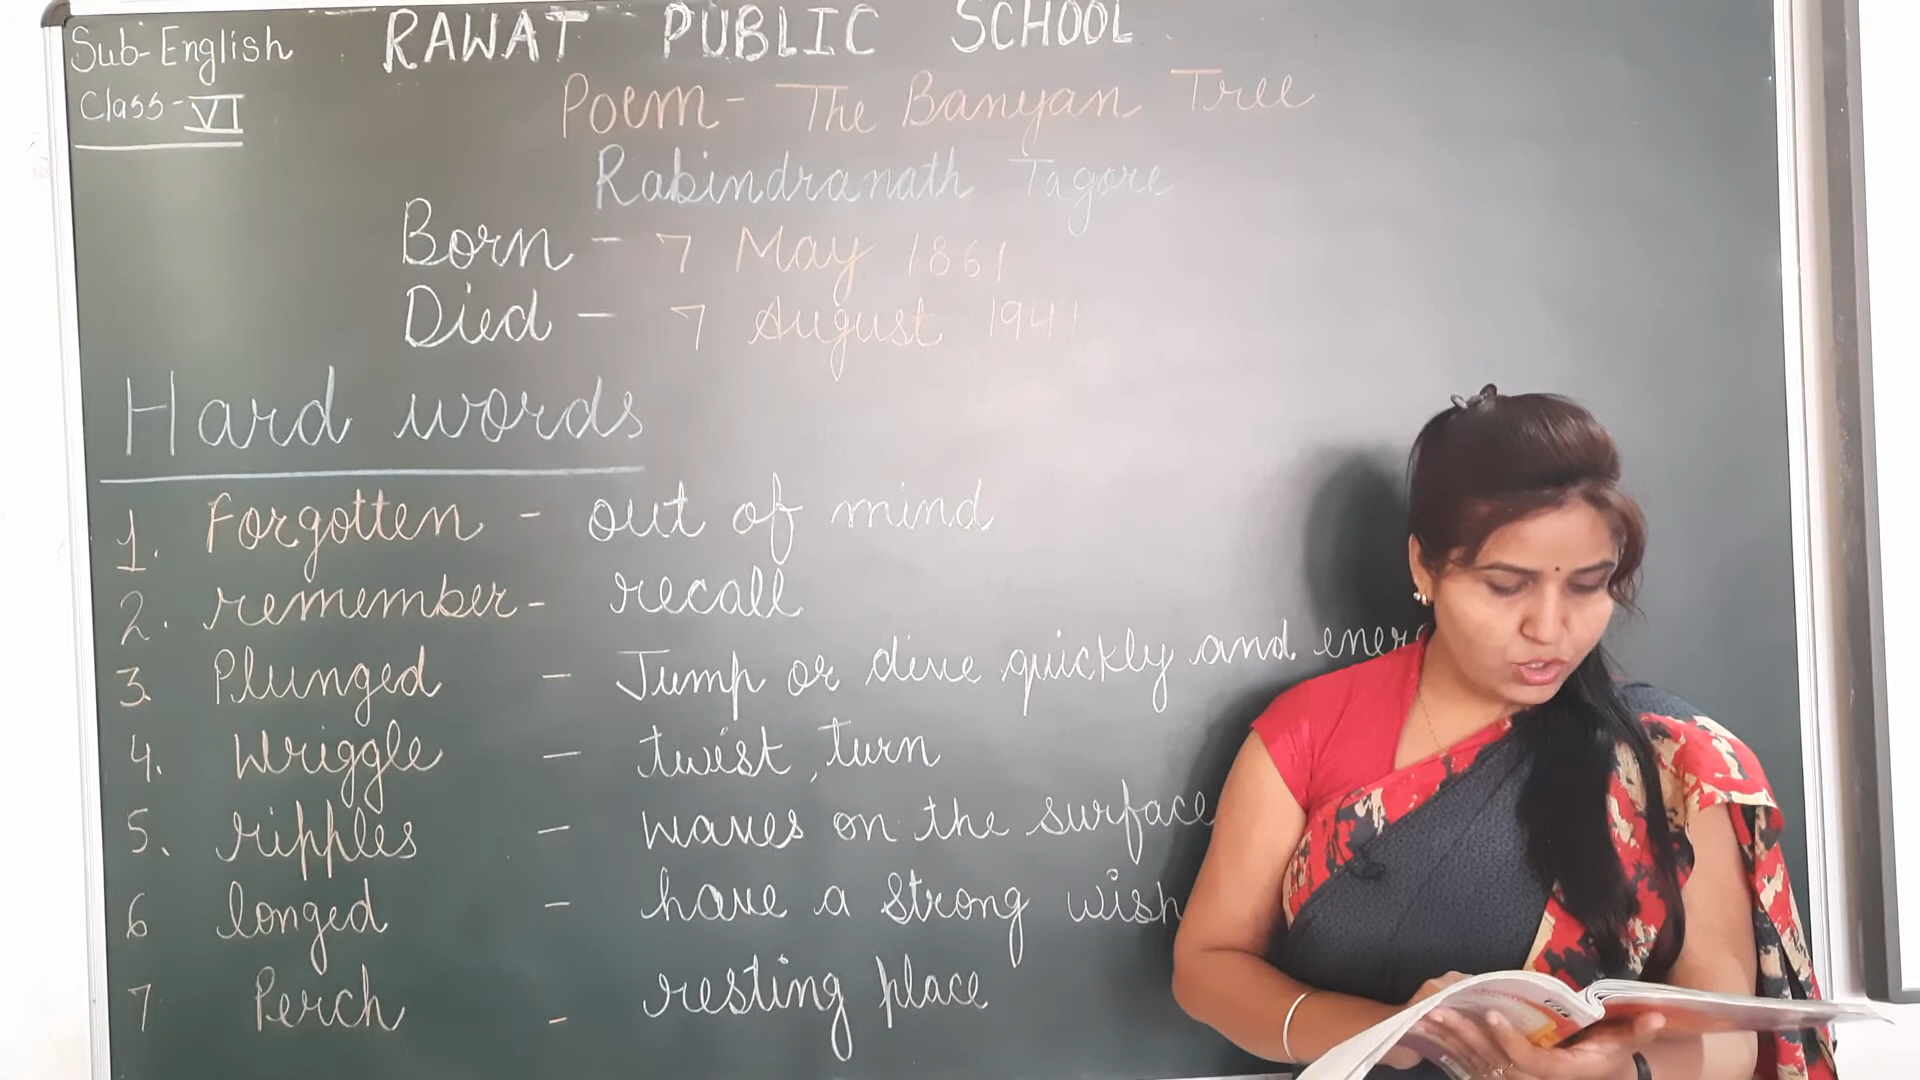 Sub-English
Class-VI
RAWAT PUBLIC SCHOOL
Poem- The Banyan Tree
Rabindranath Tagore
Born - 7 May 1861
Died - 7 August 1941
Hard words
1. Forgotten - out of mind
2. remember - recall
3 Plunged - Jump or dive quickly and ener
4. Wriggle - twist, turn
5. ripples - waves on the surface
6 longed - have a strong wish
7 Perch - resting place